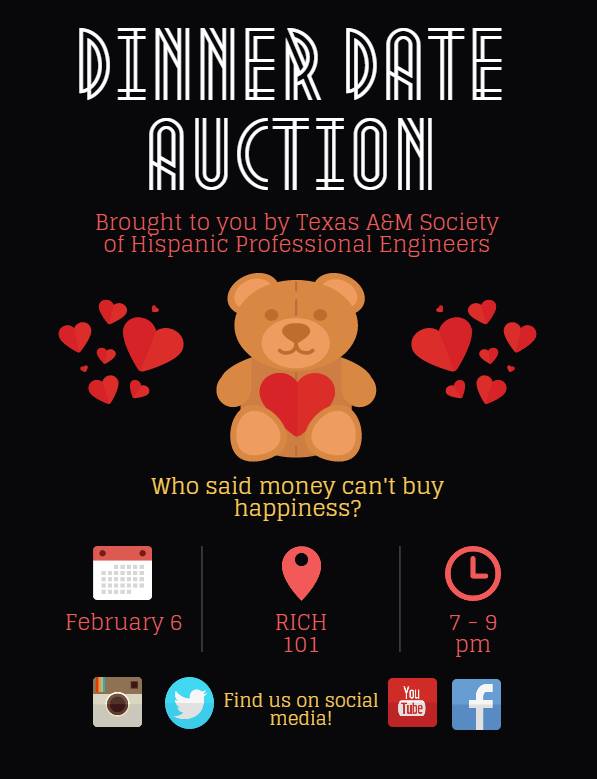 DINNER DATE
AUCTION
Brought to you by Texas A&M Society
of Hispanic Professional Engineers
Who said money can't buy
happiness?
February 6
RICH
101
7 - 9
pm
Find us on social
media!
You
Tube
f